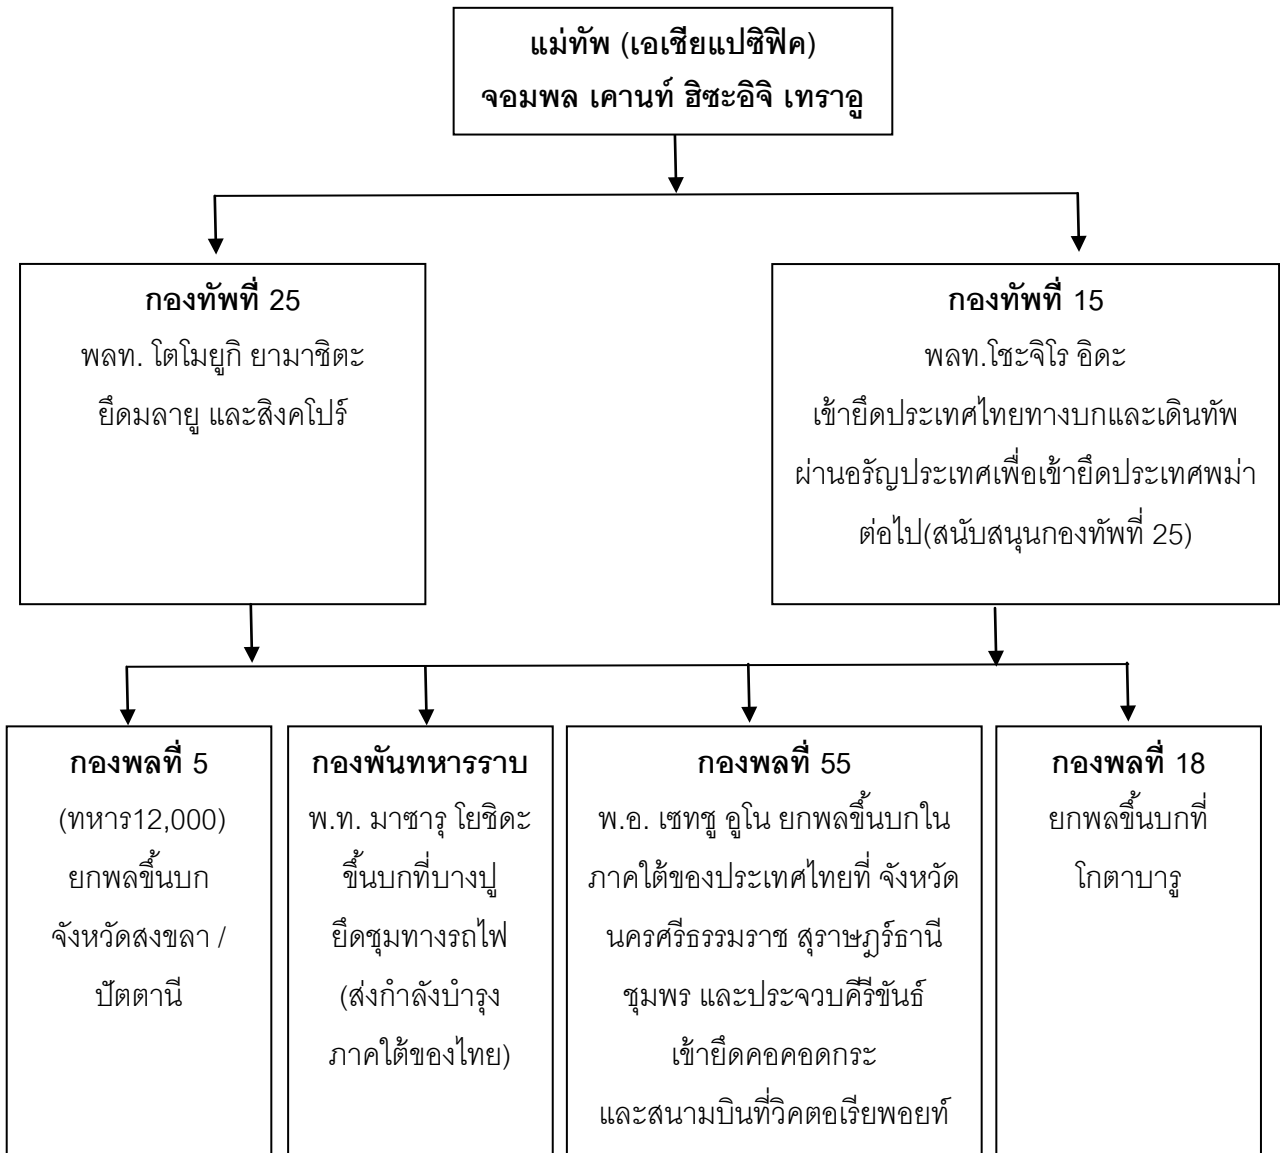 แม่ทัพ (เอเชียแปซิฟิค)
จอมพล เคานท์ ฮิซะอิจิ เทราอู
กองทัพที่ 25
พลท. โตโมยูกิ ยามาชิตะ
ยึดมลายู และสิงคโปร์
กองทัพที่ 15
พลท.โชะจิโร อิดะ
เข้ายึดประเทศไทยทางบกและเดินทัพ
ผ่านอรัญประเทศเพื่อเข้ายึดประเทศพม่า
ต่อไป(สนับสนุนกองทัพที่ 25)
กองพลที่ 5
(ทหาร12,000)
ยกพลขึ้นบก
จังหวัดสงขลา /
ปัตตานี
กองพันทหารราบ
พ.ท. มาซารุ โยชิดะ
ขึ้นบกที่บางปู
ยึดชุมทางรถไฟ
(ส่งกำลังบำรุง
ภาคใต้ของไทย)
กองพลที่ 55
พ.อ. เซทซู อูโน ยกพลขึ้นบกใน
ภาคใต้ของประเทศไทยที่ จังหวัด
นครศรีธรรมราช สุราษฎร์ธานี
ชุมพร และประจวบคีรีขันธ์
เข้ายึดคอคอดกระ
และสนามบินที่วิคตอเรียพอยท์
กองพลที่ 18
ยกพลขึ้นบกที่
โกตาบารู